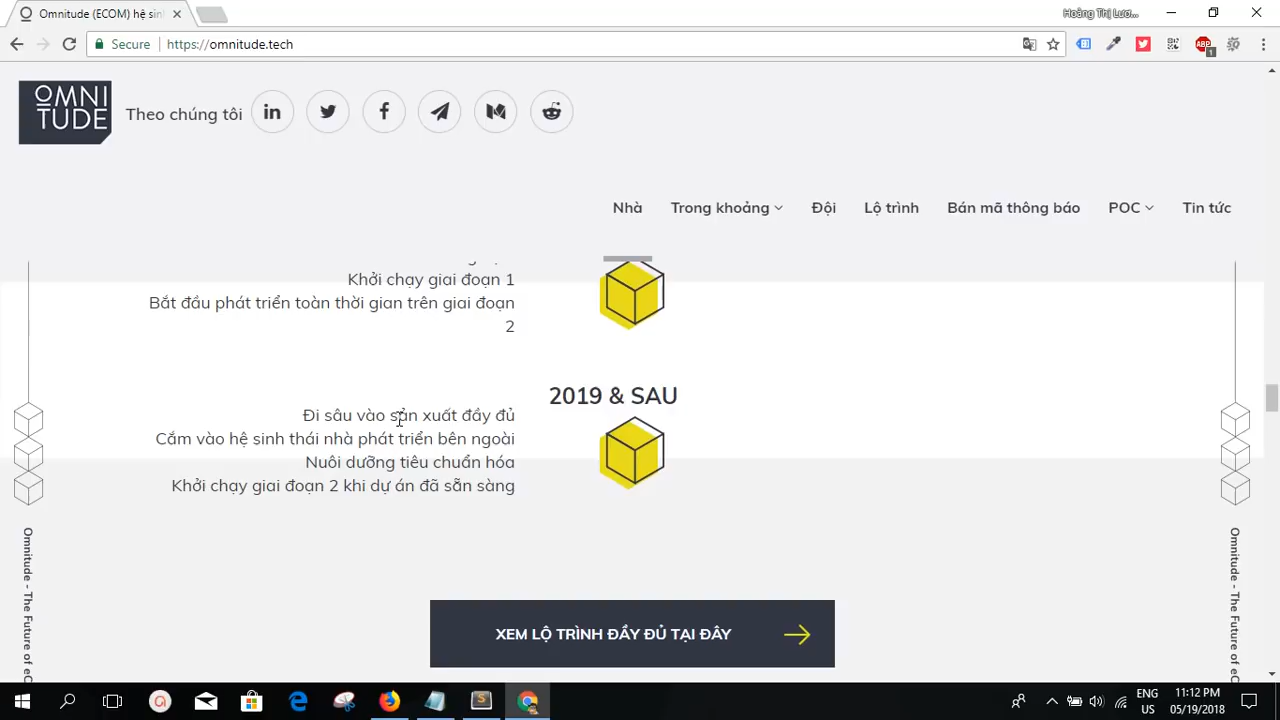 Omnitude (ECOM) hệ sin
Hoàng Thị Lươ...
Secure
https://omnitude.tech
ABP
1
OMNI
TUDE
Theo chúng tôi
Nhà
Trong khoảng
Đội
Lộ trình
Bán mã thông báo
POC
Tin tức
Khởi chạy giai đoạn 1
Bắt đầu phát triển toàn thời gian trên giai đoạn
2
2019 & SAU
Đi sâu vào sản xuất đầy đủ
Cắm vào hệ sinh thái nhà phát triển bên ngoài
Nuôi dưỡng tiêu chuẩn hóa
Khởi chạy giai đoạn 2 khi dự án đã sẵn sàng
Omnitude - The Future of eC
Omnitude - The Future of eC
XEM LỘ TRÌNH ĐẦY ĐỦ TẠI ĐÂY
ENG
US
11:12 PM
05/19/2018